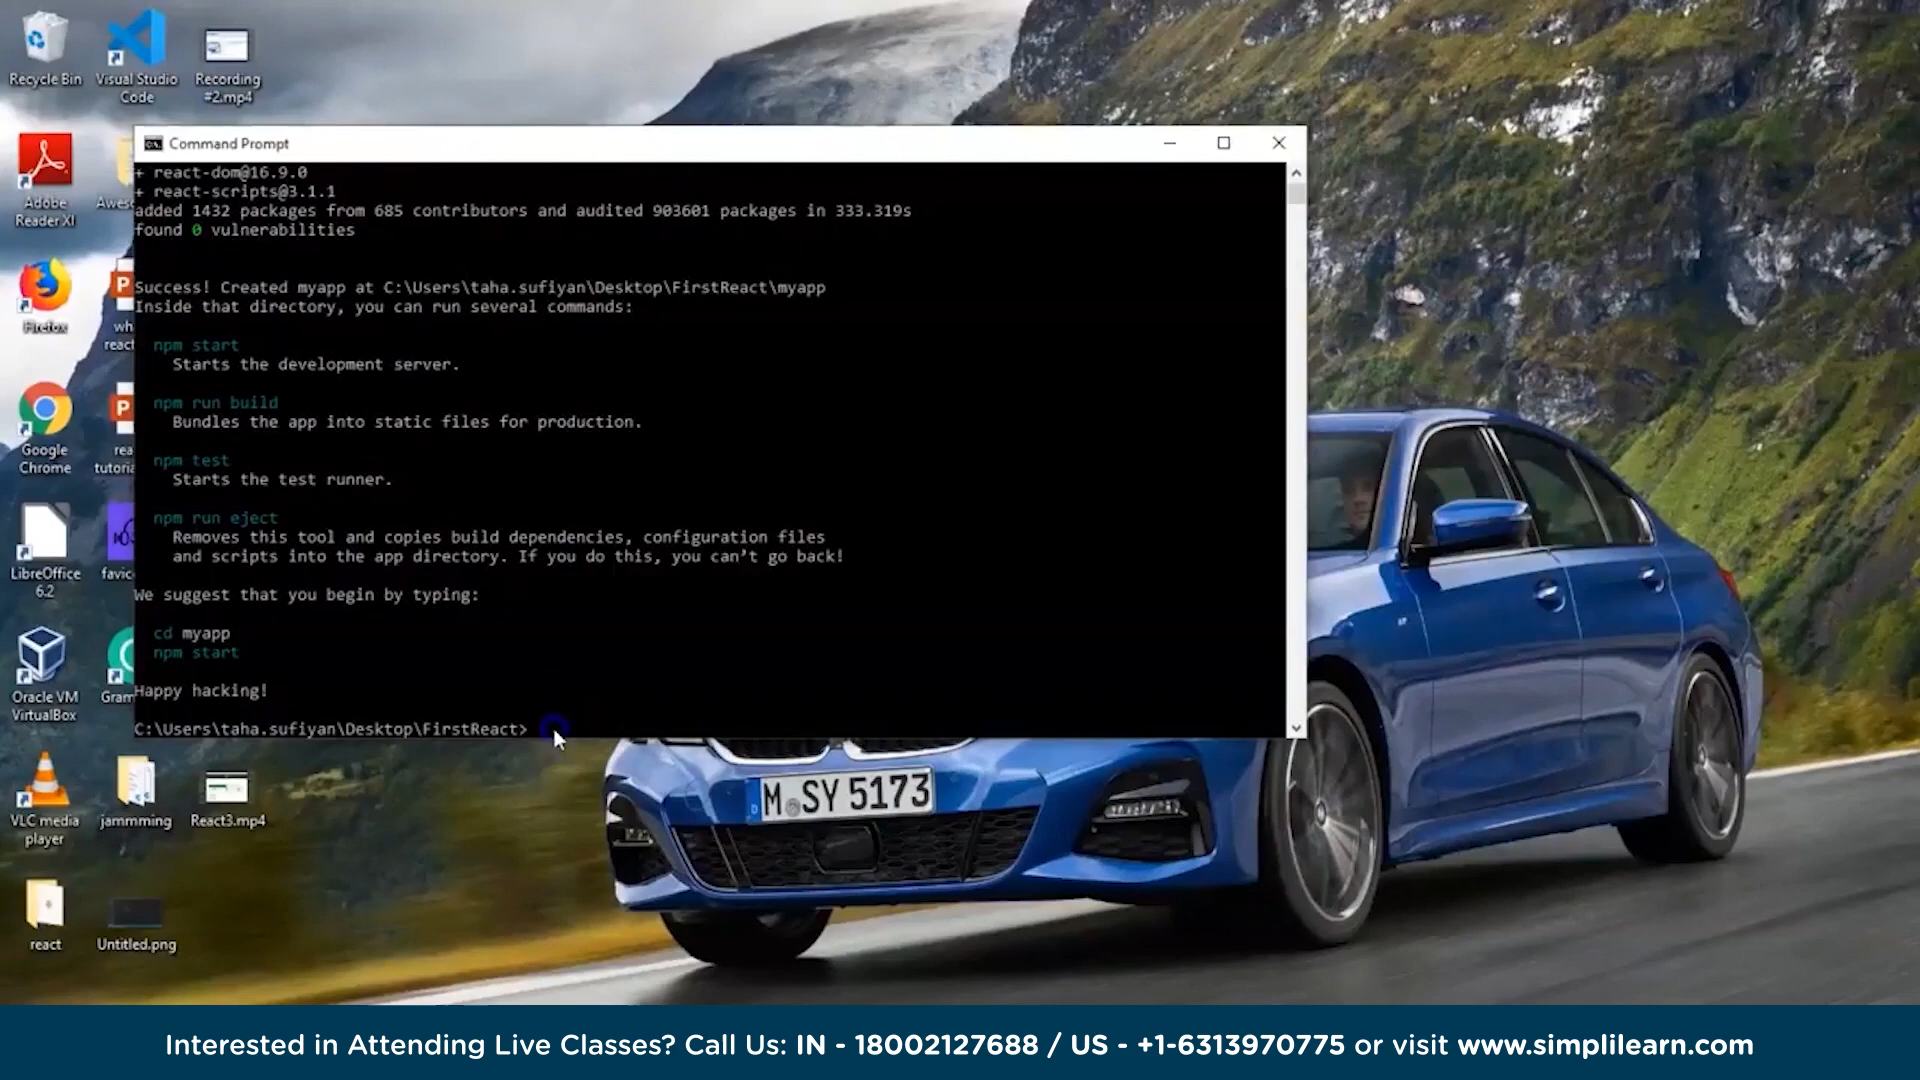 Recycle Bin
Visual Studio
Code
Recording
#2.mp4
Command Prompt
Adobe
Reader XI
Firefox
Google
Chrome
LibreOffice
6.2
Oracle VM
VirtualBox
VLC media
player
jammming
React3.mp4
react
Untitled.png
+ react-dom@16.9.0
+ react-scripts@3.1.1
added 1432 packages from 685 contributors and audited 903601 packages in 333.319s
found 0 vulnerabilities
Success! Created myapp at C:\Users\taha.sufiyan\Desktop\FirstReact\myapp
Inside that directory, you can run several commands:
npm start
Starts the development server.
npm run build
Bundles the app into static files for production.
npm test
Starts the test runner.
npm run eject
Removes this tool and copies build dependencies, configuration files
and scripts into the app directory. If you do this, you can't go back!
We suggest that you begin by typing:
cd myapp
npm start
Happy hacking!
C:\Users\taha.sufiyan\Desktop\FirstReact>
M SY 5173
Interested in Attending Live Classes? Call Us: IN - 18002127688 / US - +1-6313970775 or visit www.simplilearn.com